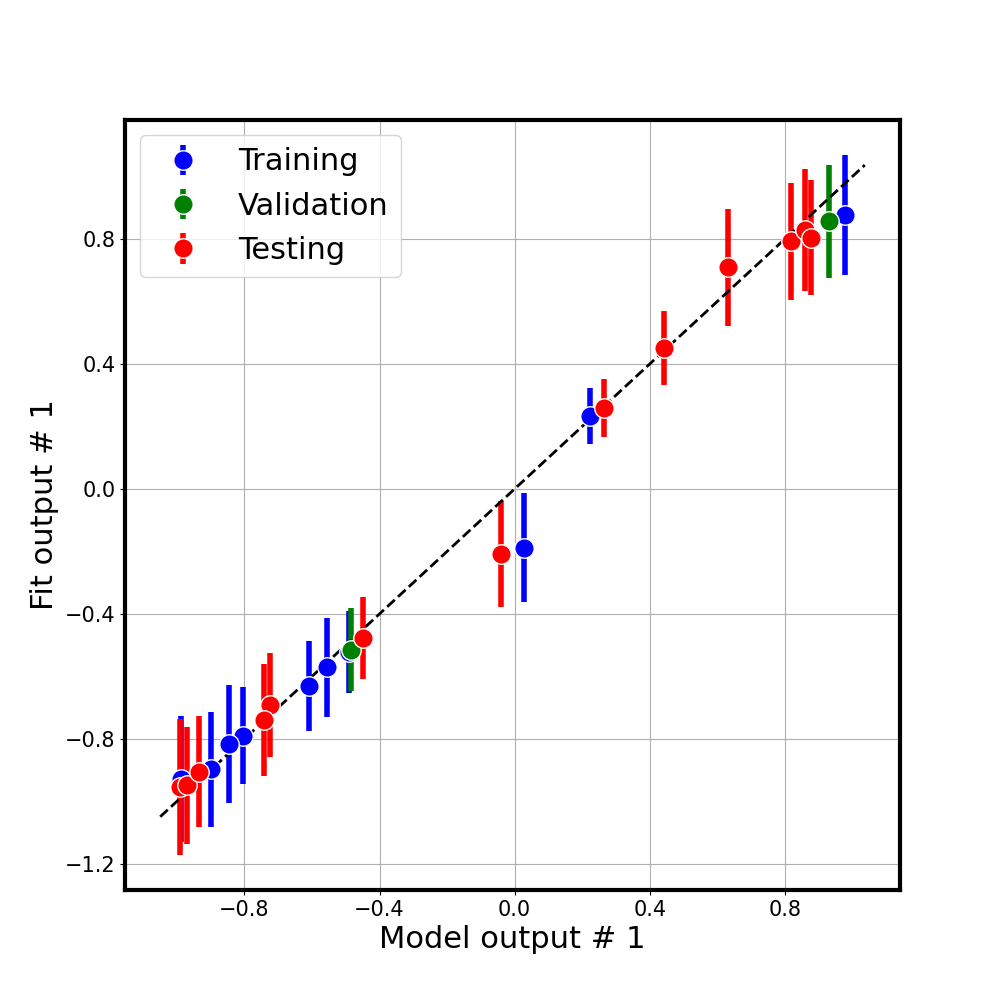 Training
Validation
Testing
0.8
0.4
0.0
−0.4
−0.8
−1.2
Fit output # 1
−0.8 −0.4 0.0 0.4 0.8
Model output # 1